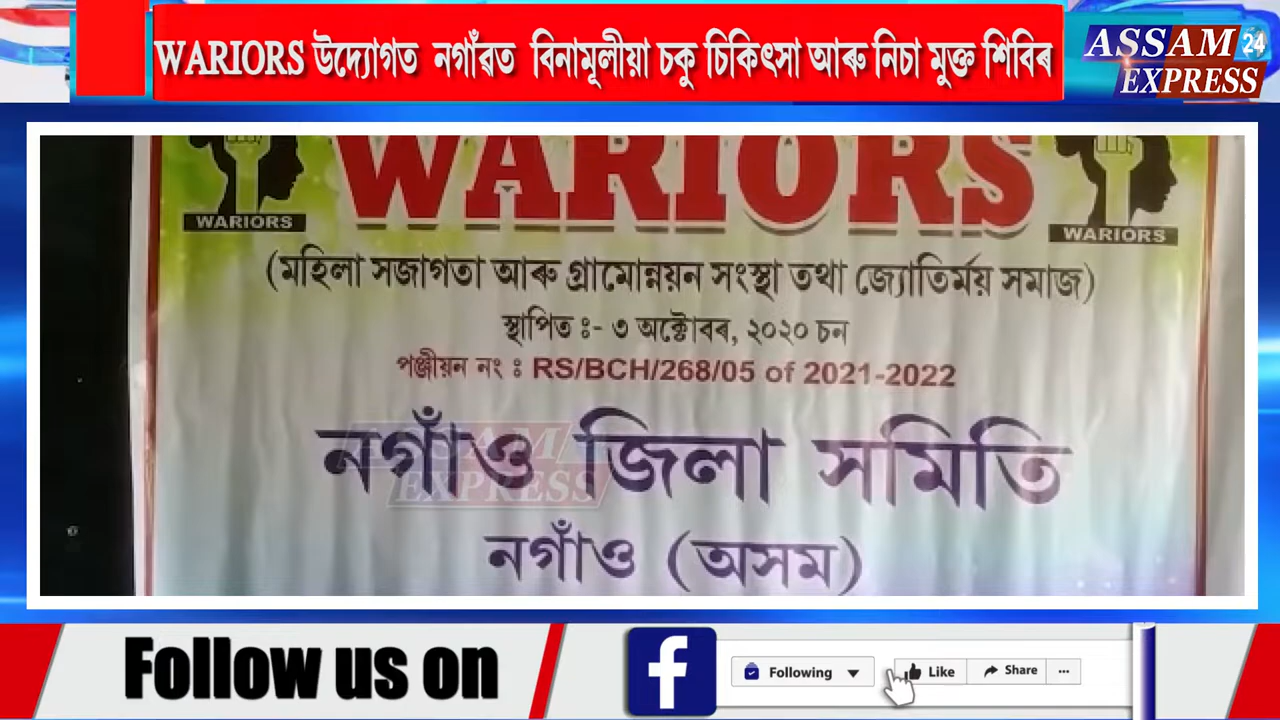 WARIORS উদ্যোগত নগাঁৱত বিনামূলীয়া চকু চিকিৎসা আৰু নিচা মুক্ত শিবিৰ
ASSAM 24
EXPRESS
WARIORS
WARIORS
WARIORS
(মহিলা সজাগতা আৰু গ্ৰামোন্নয়ন সংস্থা তথা জ্যোতিৰ্ময় সমাজ)
স্থাপিত ঃ- ৩ অক্টোবৰ, ২০২০ চন
পঞ্জীয়ন নং ঃ RS/BCH/268/05 of 2021-2022
নগাঁও জিলা সমিতি
ASSAM
EXPRESS
নগাঁও (অসম)
Follow us on
f
Following
Like
Share
...